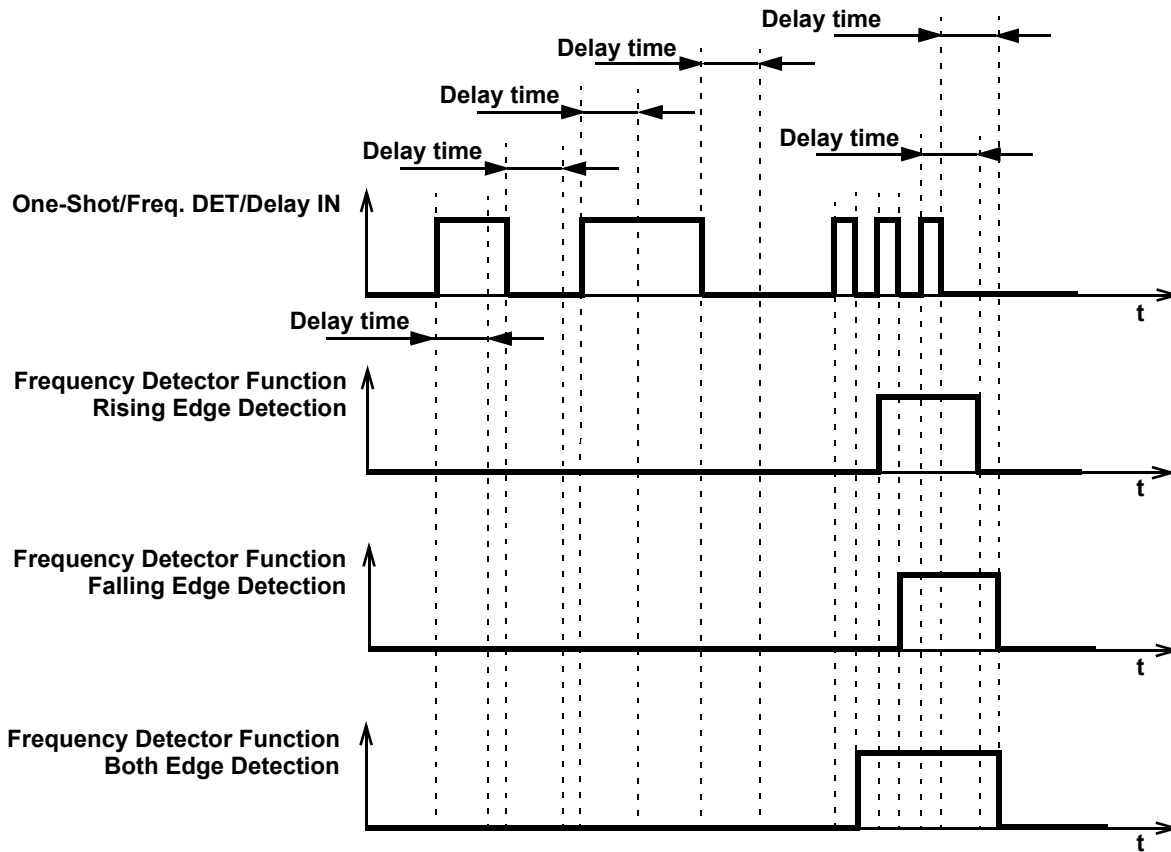 Delay time
Delay time
Delay time
Delay time
Delay time
One-Shot/Freq. DET/Delay IN
t
Delay time
Frequency Detector Function
Rising Edge Detection
t
Frequency Detector Function
Falling Edge Detection
t
Frequency Detector Function
Both Edge Detection
t